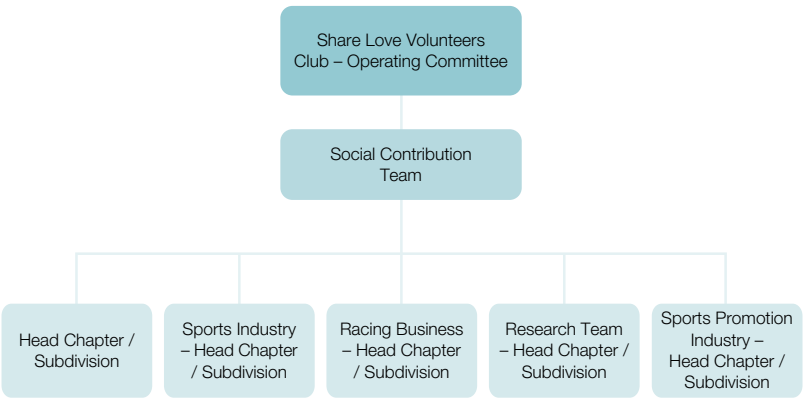 Share Love Volunteers
Club – Operating Committee
Social Contribution
Team
Head Chapter /
Subdivision
Sports Industry
– Head Chapter
/ Subdivision
Racing Business
– Head Chapter
/ Subdivision
Research Team
– Head Chapter /
Subdivision
Sports Promotion
Industry –
Head Chapter /
Subdivision